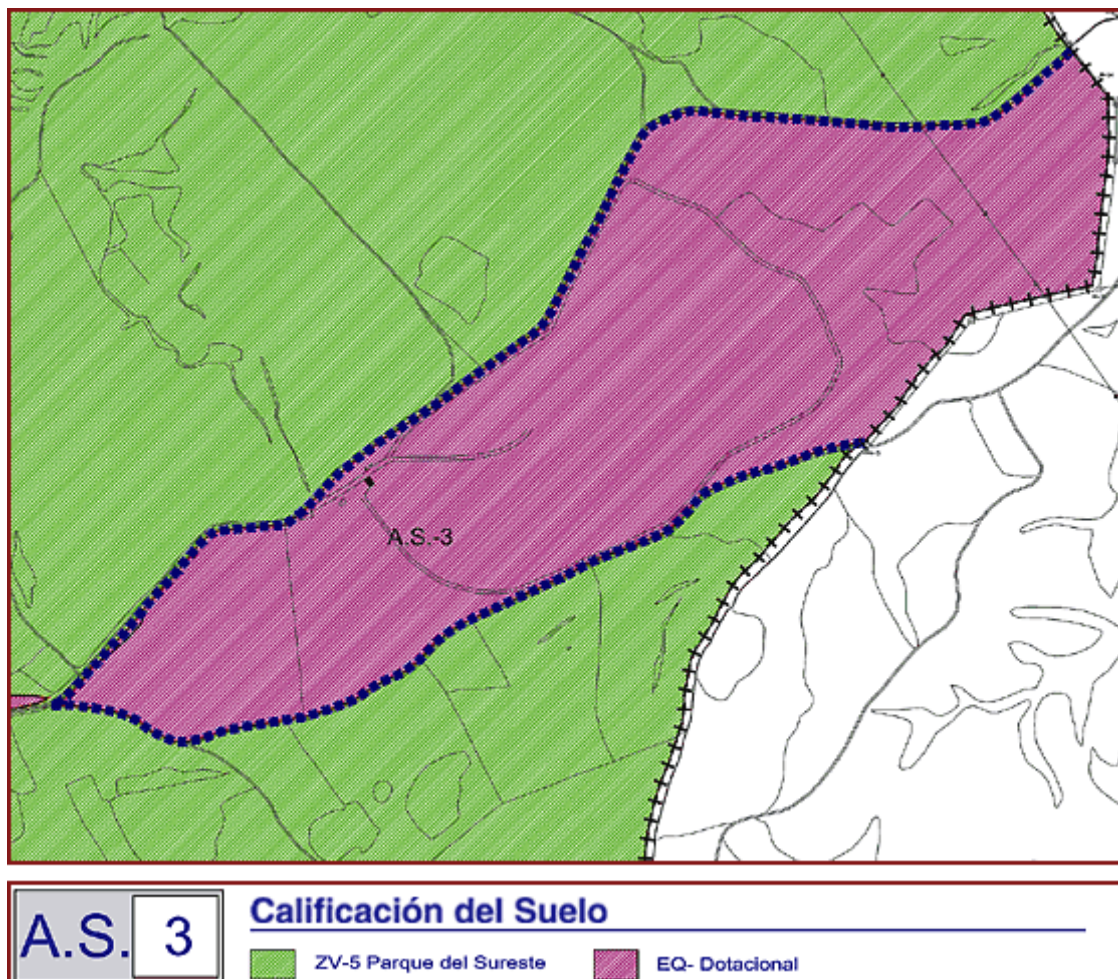 A.S.-3
A.S. 3
Calificación del Suelo
ZV-5 Parque del Sureste
EQ- Dotacional